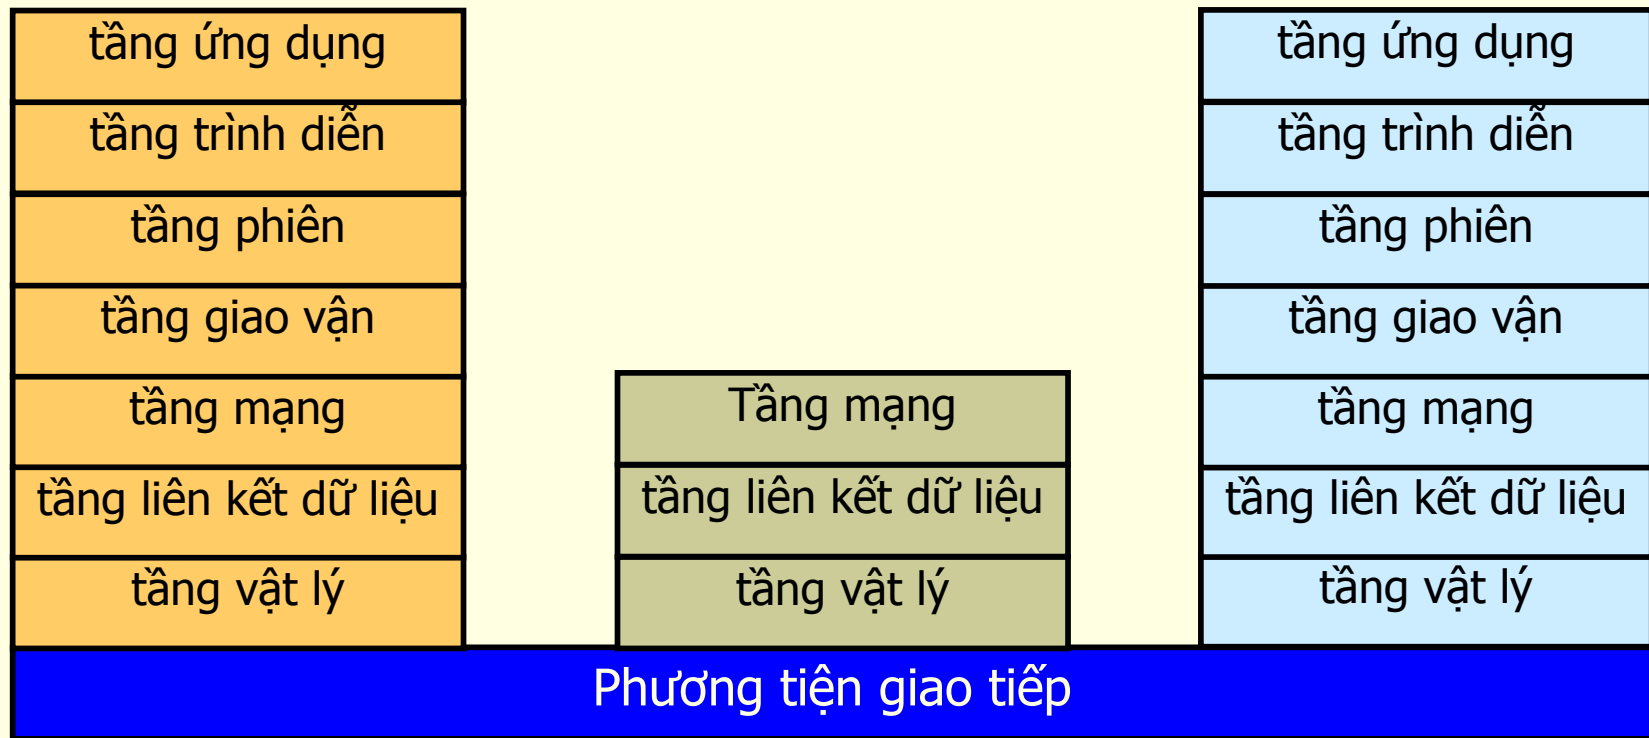 tầng ứng dụng
tầng trình diễn
tầng phiên
tầng giao vận
tầng mạng
tầng liên kết dữ liệu
tầng vật lý
Tầng mạng
tầng liên kết dữ liệu
tầng vật lý
tầng ứng dụng
tầng trình diễn
tầng phiên
tầng giao vận
tầng mạng
tầng liên kết dữ liệu
tầng vật lý
Phương tiện giao tiếp